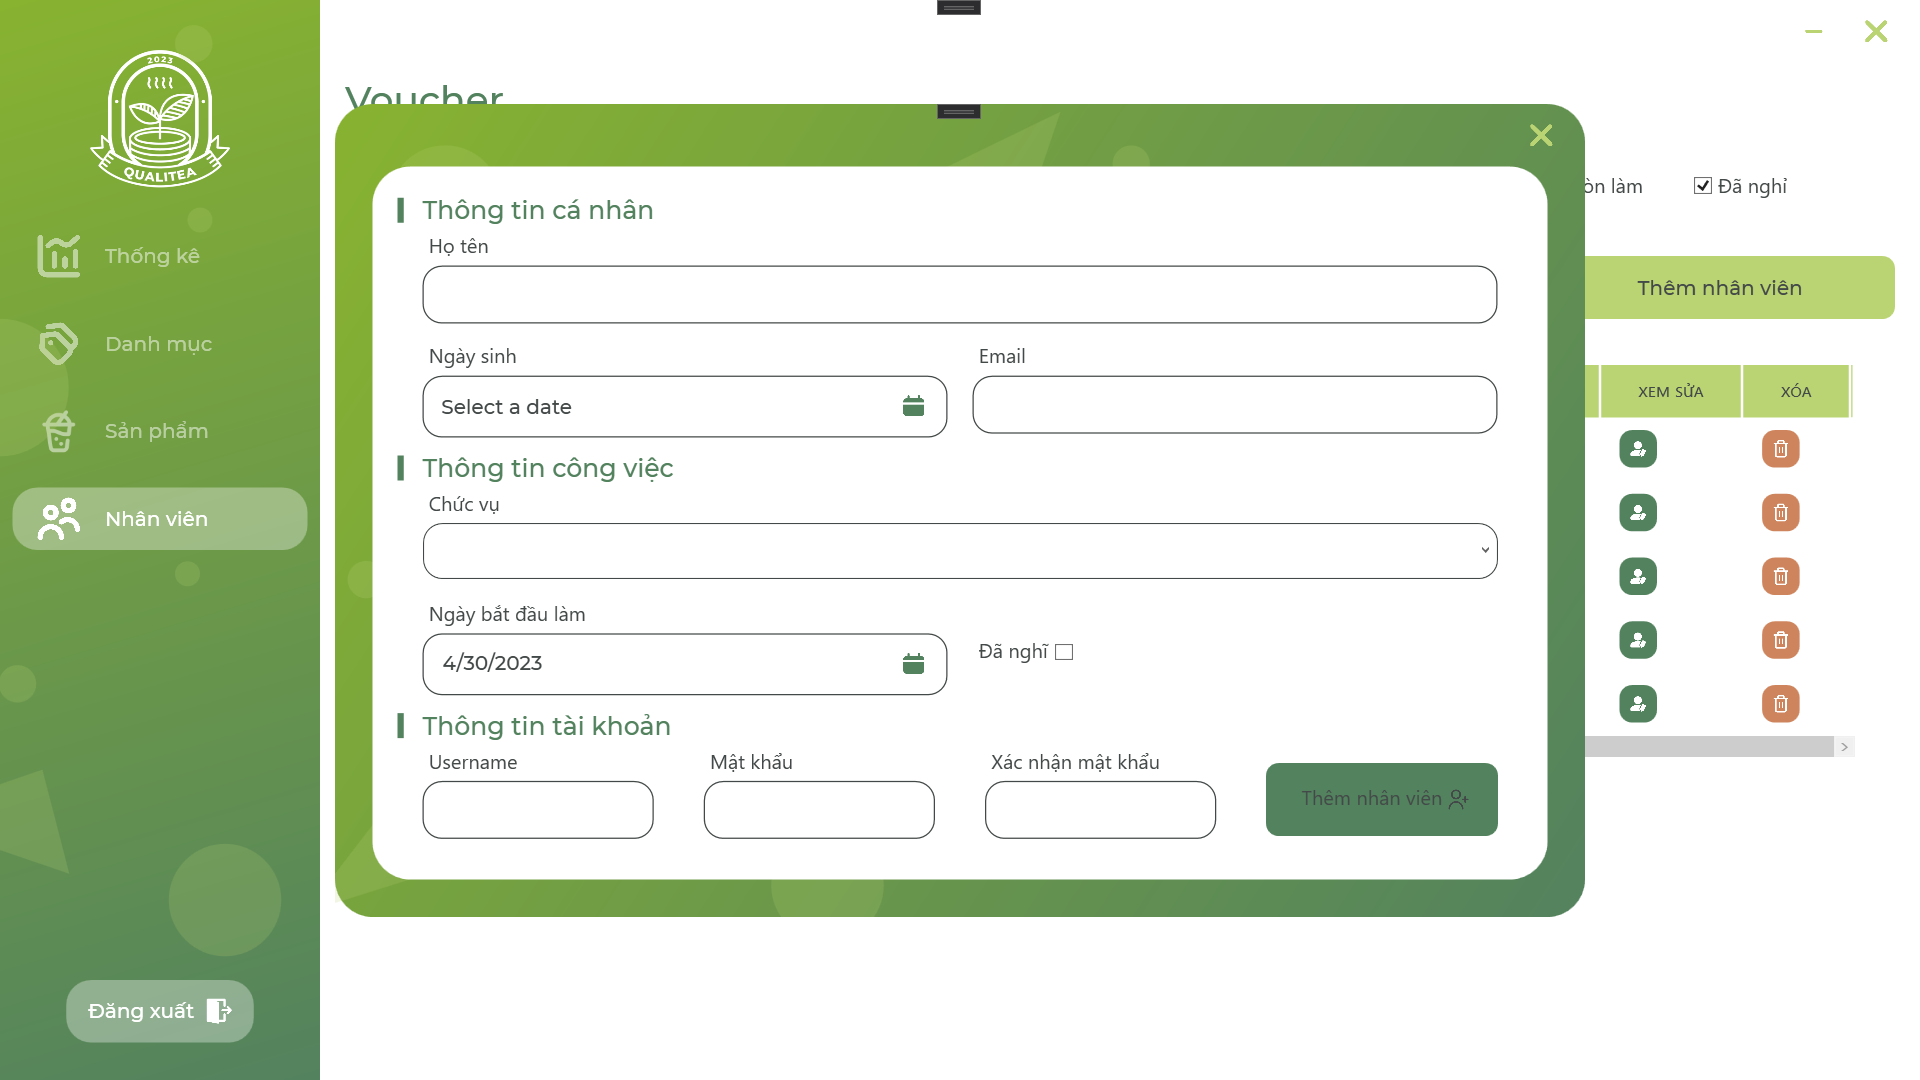 2023
QUALITEA
Thống kê
Danh mục
Sản phẩm
Nhân viên
Đăng xuất
Voucher
òn làm
Đã nghỉ
Thêm nhân viên
XEM SỬA
XÓA
Thông tin cá nhân
Họ tên
Ngày sinh
Email
Select a date
Thông tin công việc
Chức vụ
Ngày bắt đầu làm
4/30/2023
Đã nghĩ
Thông tin tài khoản
Username
Mật khẩu
Xác nhận mật khẩu
Thêm nhân viên